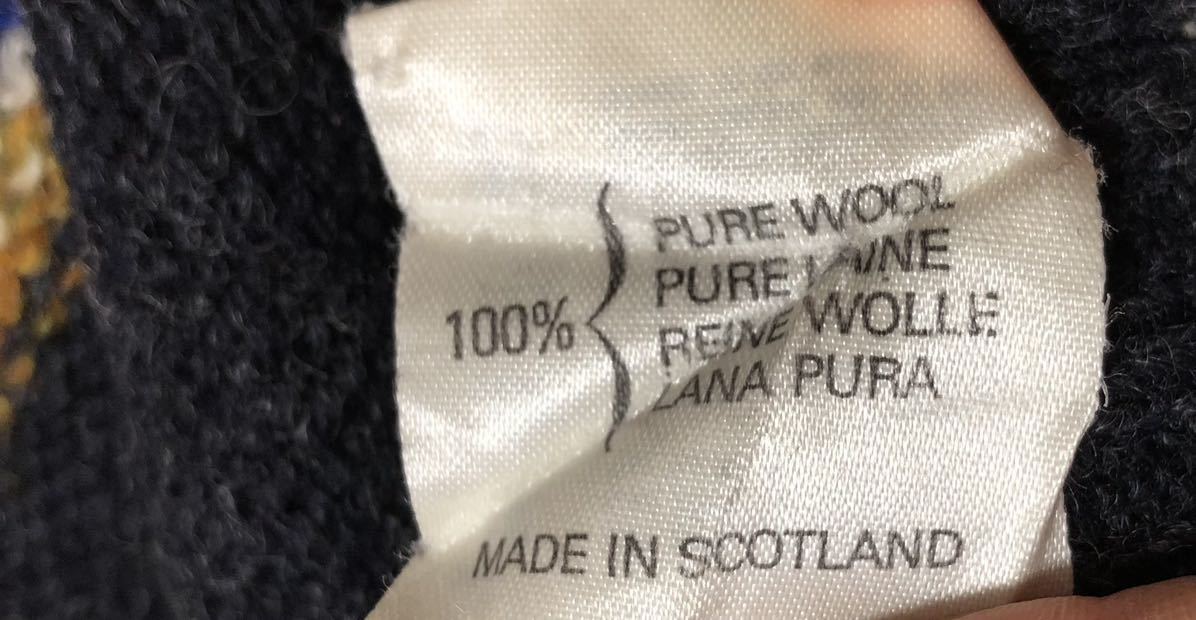 100%
PURE WOOL
PURE LAINE
REINE WOLLE
LANA PURA
MADE IN SCOTLAND